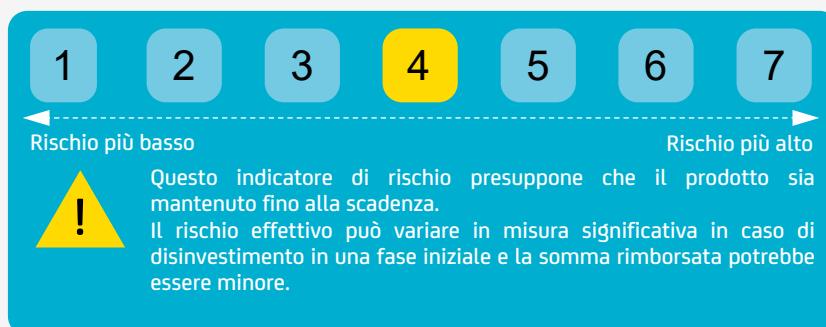 1 2 3 4 5 6 7
Rischio più basso Rischio più alto
! Questo indicatore di rischio presuppone che il prodotto sia
mantenuto fino alla scadenza.
Il rischio effettivo può variare in misura significativa in caso di
disinvestimento in una fase iniziale e la somma rimborsata potrebbe
essere minore.